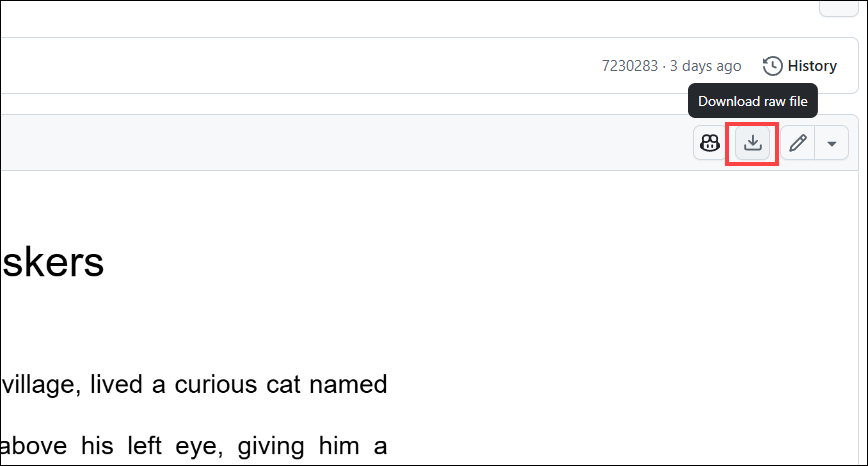 7230283 · 3 days ago History
Download raw file
skers
village, lived a curious cat named
above his left eye, giving him a